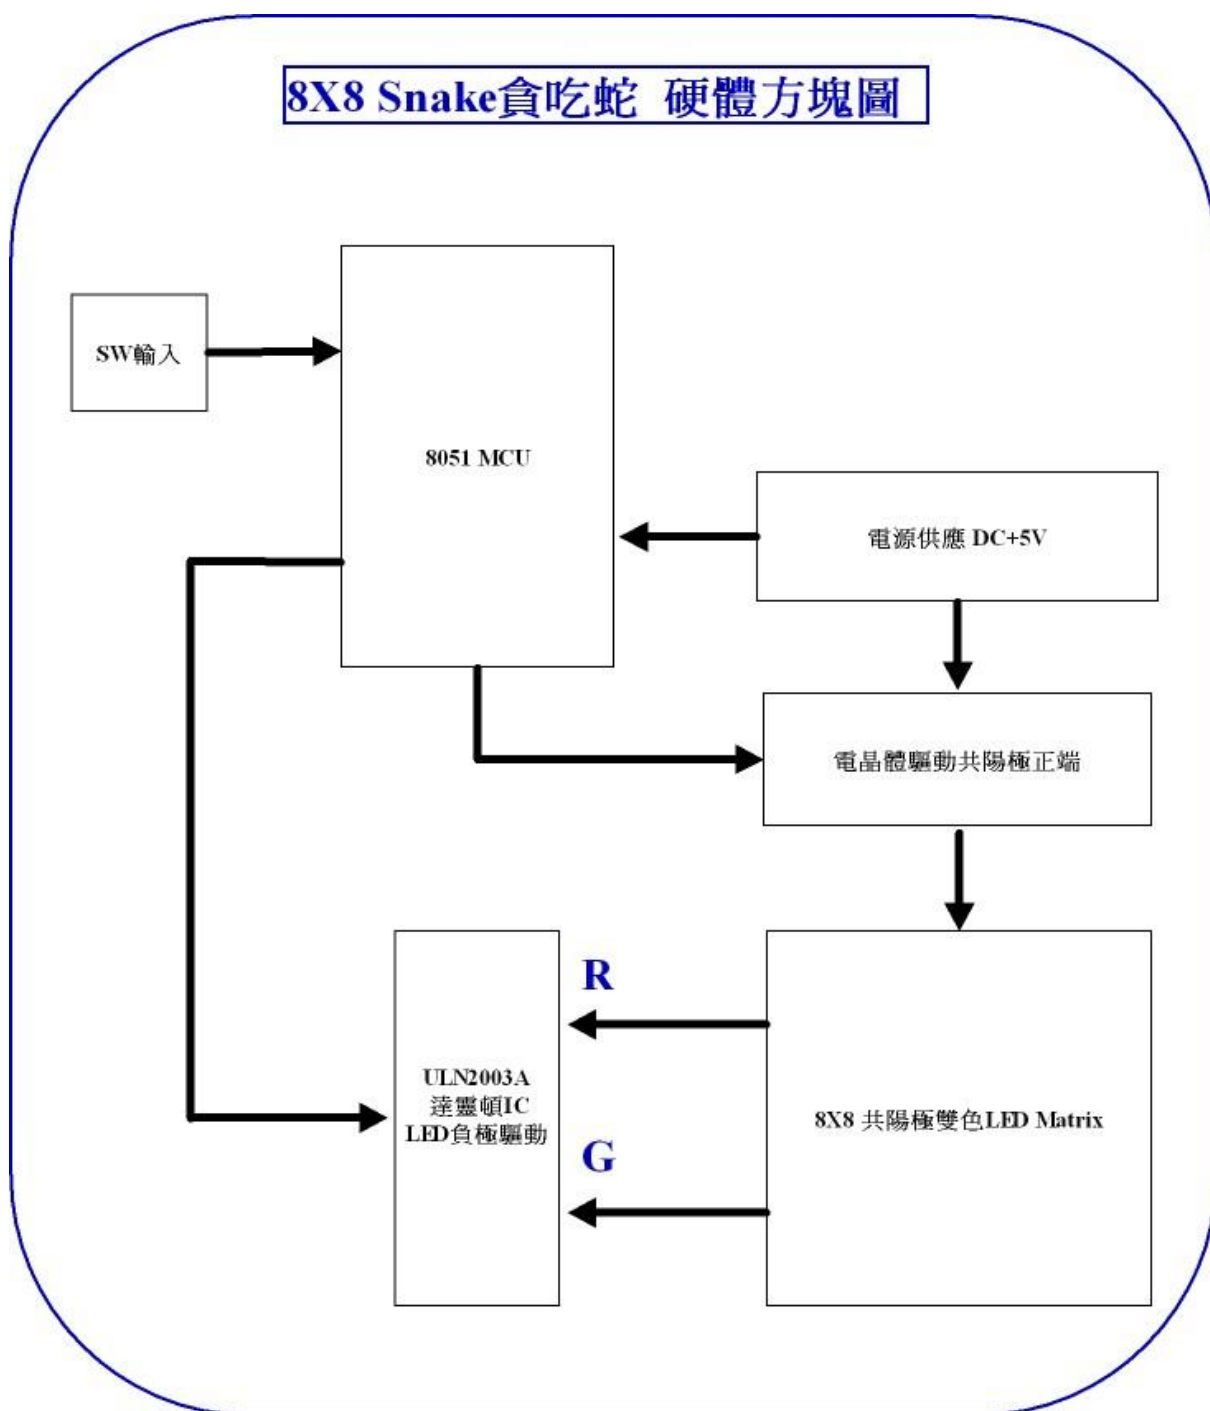 8X8 Snake貪吃蛇 硬體方塊圖
SW輸入
8051 MCU
電源供應 DC+5V
電晶體驅動共陽極正端
R
ULN2003A
達靈頓IC
LED負極驅動
8X8 共陽極雙色LED Matrix
G